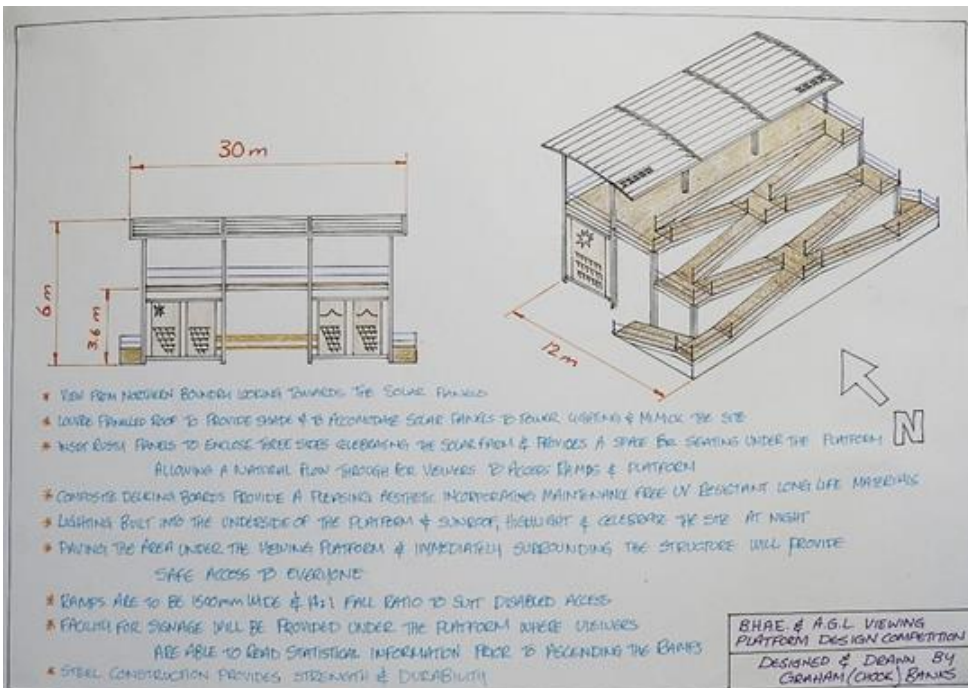 30 m
6 m
3.6 m
12 m
N
* VIEW FROM NORTHERN BOUNDRY LOOKING TOWARDS THE SOLAR PANELS
* LOUVRE PANELLED ROOF TO PROVIDE SHADE & TO ACOMODATE SOLAR PANELS TO POWER LIGHTING & MIMICK THE SITE
* INSET RUSTY PANELS TO ENCLOSE THREE SIDES CELEBRATING THE SOLAR FARM & PROVIDES A SPACE FOR SEATING UNDER THE PLATFORM
ALLOWING A NATURAL FLOW THROUGH FOR VIEWERS TO ACCESS RAMPS & PLATFORM
* COMPOSITE DECKING BOARDS PROVIDE A PLEASING AESTHETIC INCORPORATING MAINTENANCE FREE UV RESISTANT LONG LIFE MATERIALS
* LIGHTING BUILT INTO THE UNDERSIDE OF THE PLATFORM & SUNROOF, HIGHLIGHT & CELEBRATE THE SITE AT NIGHT
* PAVING THE AREA UNDER THE VIEWING PLATFORM & IMMEDIATELY SURROUNDING THE STRUCTURE WILL PROVIDE
SAFE ACCESS TO EVERYONE
* RAMPS ARE TO BE 1500mm WIDE & 14:1 FALL RATIO TO SUIT DISABLED ACCESS
* FACILITY FOR SIGNAGE WILL BE PROVIDED UNDER THE PLATFORM WHERE VIEWERS
ARE ABLE TO READ STATISTICAL INFORMATION PRIOR TO ASCENDING THE RAMPS
* STEEL CONSTRUCTION PROVIDES STRENGTH & DURABILITY
BHAE. & A.G.L VIEWING
PLATFORM DESIGN COMPETITION
DESIGNED & DRAWN BY
GRAHAM (CHOOK) BANKS